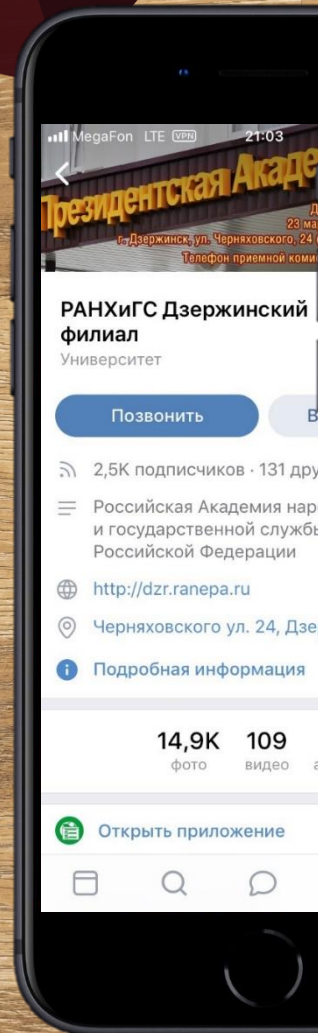 MegaFon LTE VPN 21:03
Президентская Акаде
23 ма
г. Дзержинск, ул. Черняховского, 24
Телефон приемной коми
РАНХиГС Дзержинский
филиал
Университет
Позвонить В
2,5K подписчиков · 131 дру
Российская Академия нар
и государственной службы
Российской Федерации
http://dzr.ranepa.ru
Черняховского ул. 24, Дзе
Подробная информация
14,9K 109
фото видео а
Открыть приложение